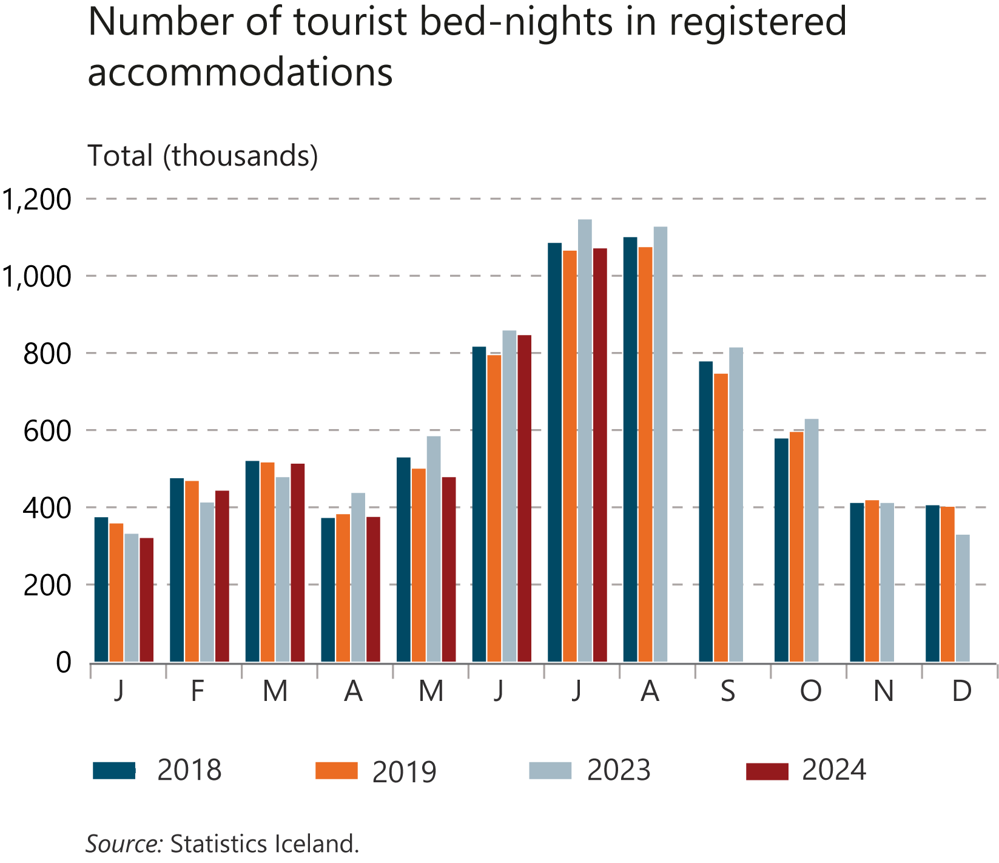 Number of tourist bed-nights in registered
accommodations
Total (thousands)
1,200
1,000
800
600
400
200
0
J F M A M J J A S O N D
2018 2019 2023 2024
Source: Statistics Iceland.